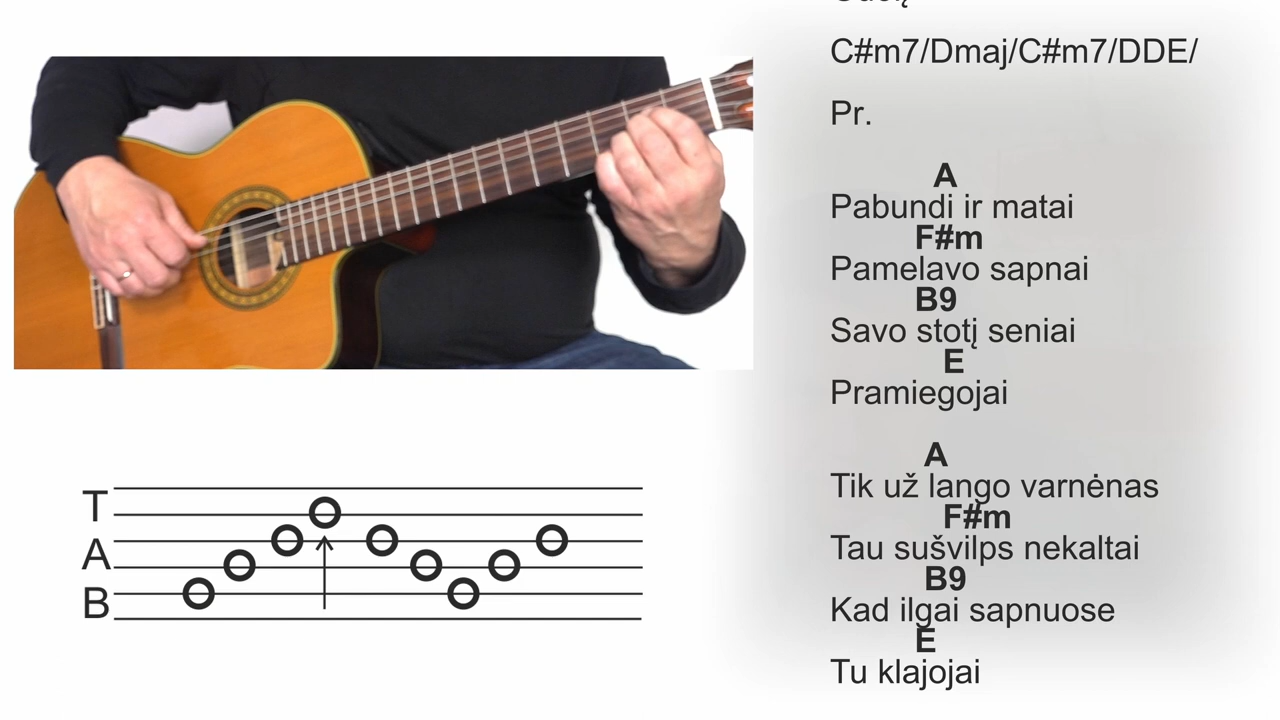 C#m7/Dmaj/C#m7/DDE/
Pr.
A
Pabundi ir matai
F#m
Pamelavo sapnai
B9
Savo stotį seniai
E
Pramiegojai
A
Tik už lango varnėnas
F#m
Tau sušvilps nekaltai
B9
Kad ilgai sapnuose
E
Tu klajojai
T
A
B